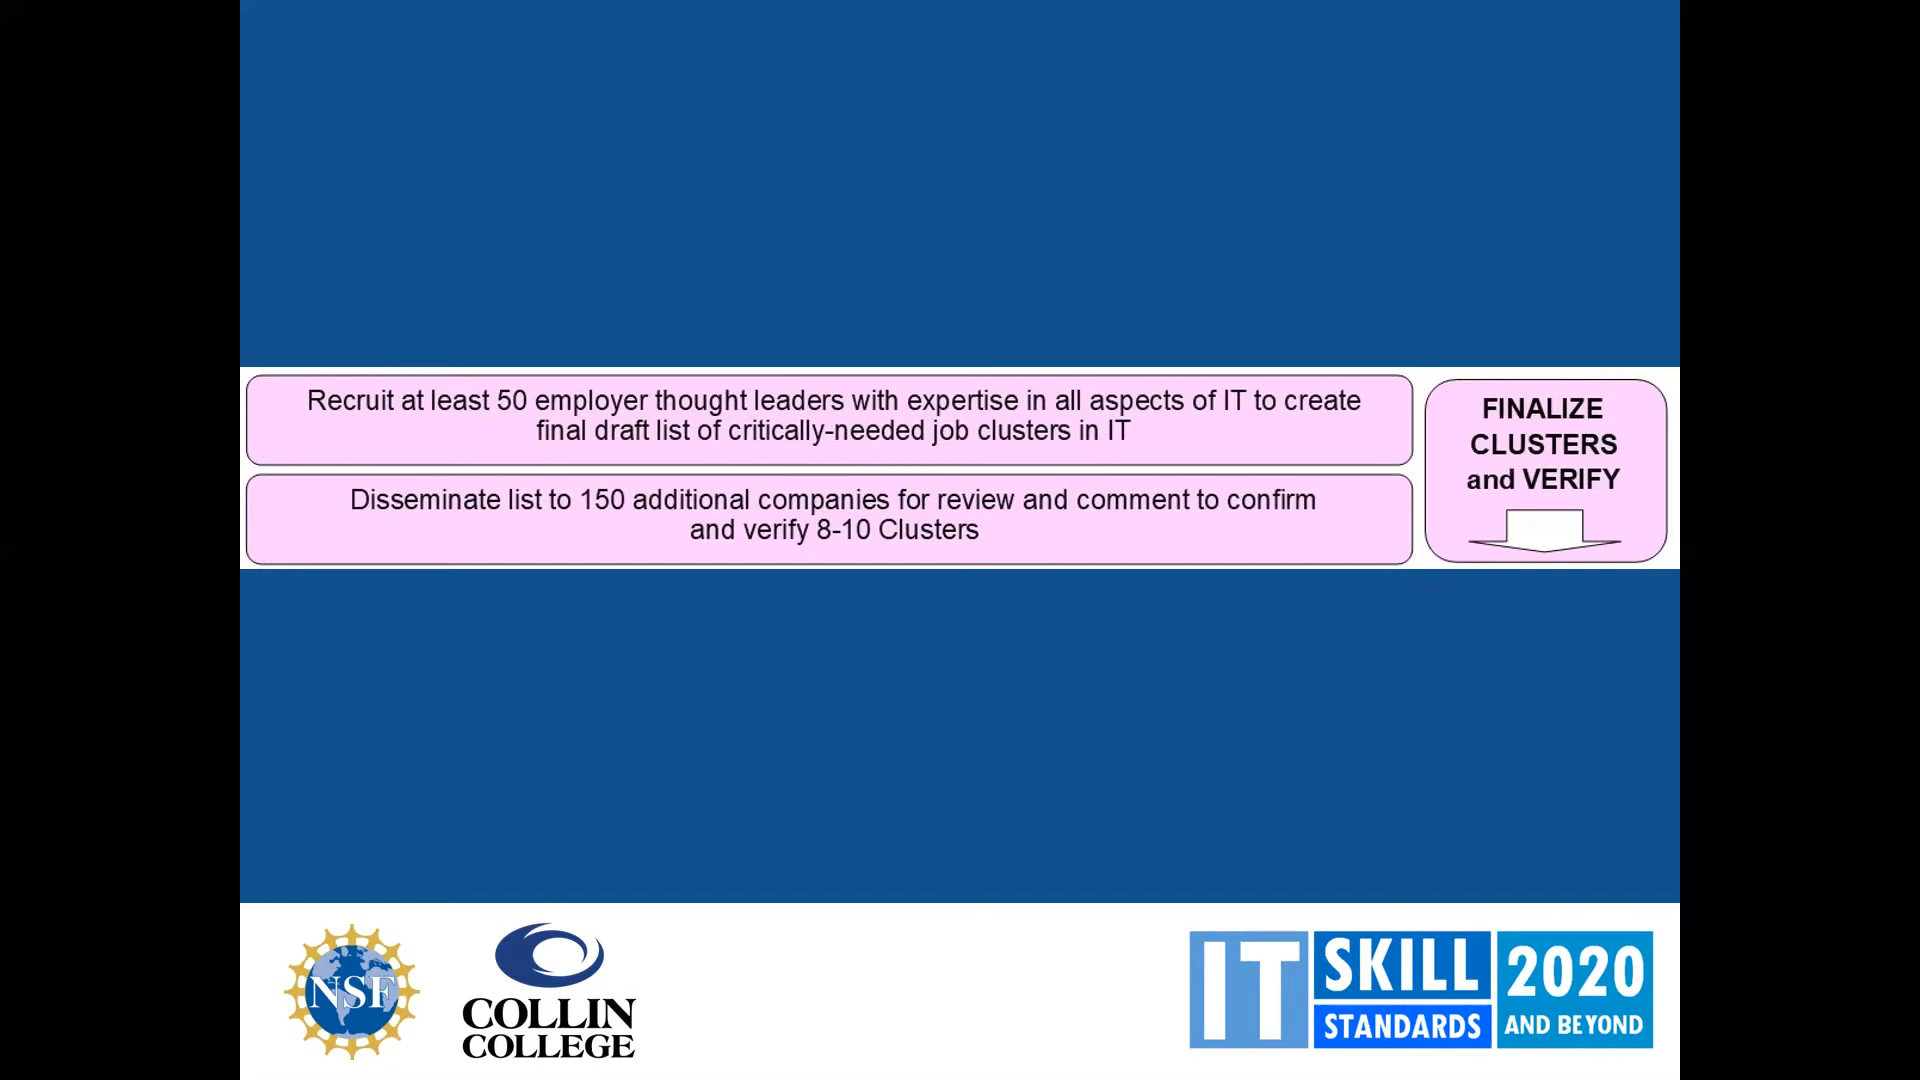 Recruit at least 50 employer thought leaders with expertise in all aspects of IT to create
final draft list of critically-needed job clusters in IT
Disseminate list to 150 additional companies for review and comment to confirm
and verify 8-10 Clusters
FINALIZE
CLUSTERS
and VERIFY
NSF
COLLIN
COLLEGE
IT SKILL
STANDARDS
2020
AND BEYOND